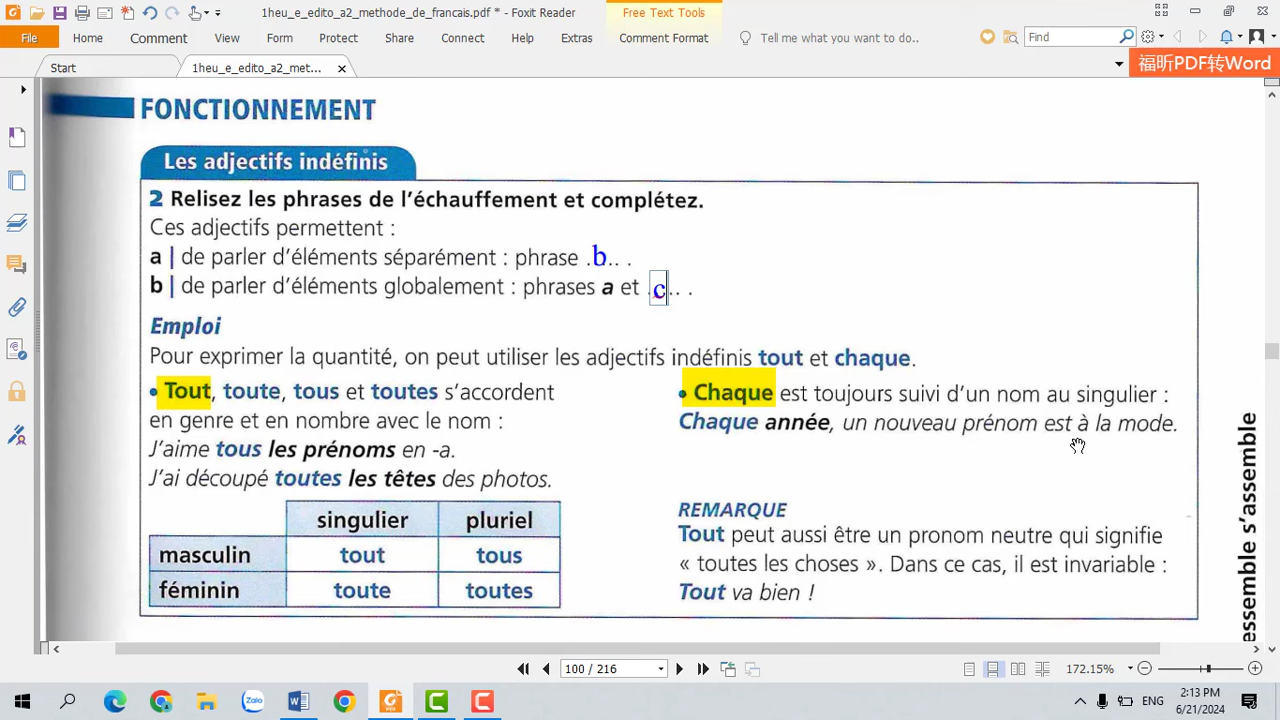 1heu_e_edito_a2_methode_de_francais.pdf * - Foxit Reader
Free Text Tools
File Home Comment View Form Protect Share Connect Help Extras Comment Format Tell me what you want to do... Find
Start 1heu_e_edito_a2_met...
福昕PDF转Word
FONCTIONNEMENT
Les adjectifs indéfinis
2 Relisez les phrases de l'échauffement et complétez.
Ces adjectifs permettent :
a | de parler d'éléments séparément : phrase .b.. .
b | de parler d'éléments globalement : phrases a et .c.. .
Emploi
Pour exprimer la quantité, on peut utiliser les adjectifs indéfinis tout et chaque.
• Tout, toute, tous et toutes s'accordent
en genre et en nombre avec le nom :
J'aime tous les prénoms en -a.
J'ai découpé toutes les têtes des photos.
singulier pluriel
masculin tout tous
féminin toute toutes
• Chaque est toujours suivi d'un nom au singulier :
Chaque année, un nouveau prénom est à la mode.
REMARQUE
Tout peut aussi être un pronom neutre qui signifie
« toutes les choses ». Dans ce cas, il est invariable :
Tout va bien !
essemble s'assemble
100 / 216
172.15%
Zalo
ENG
2:13 PM
6/21/2024